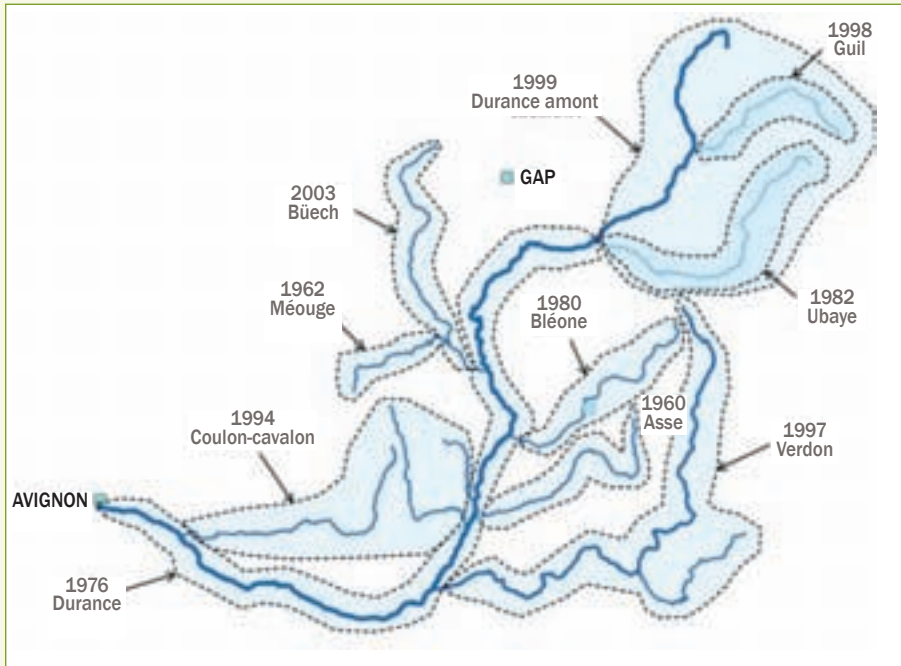 1998
Guil
1999
Durance amont
GAP
2003
Büech
1982
Ubaye
1962
Méouge
1980
Bléone
1960
Asse
1994
Coulon-cavalon
1997
Verdon
AVIGNON
1976
Durance